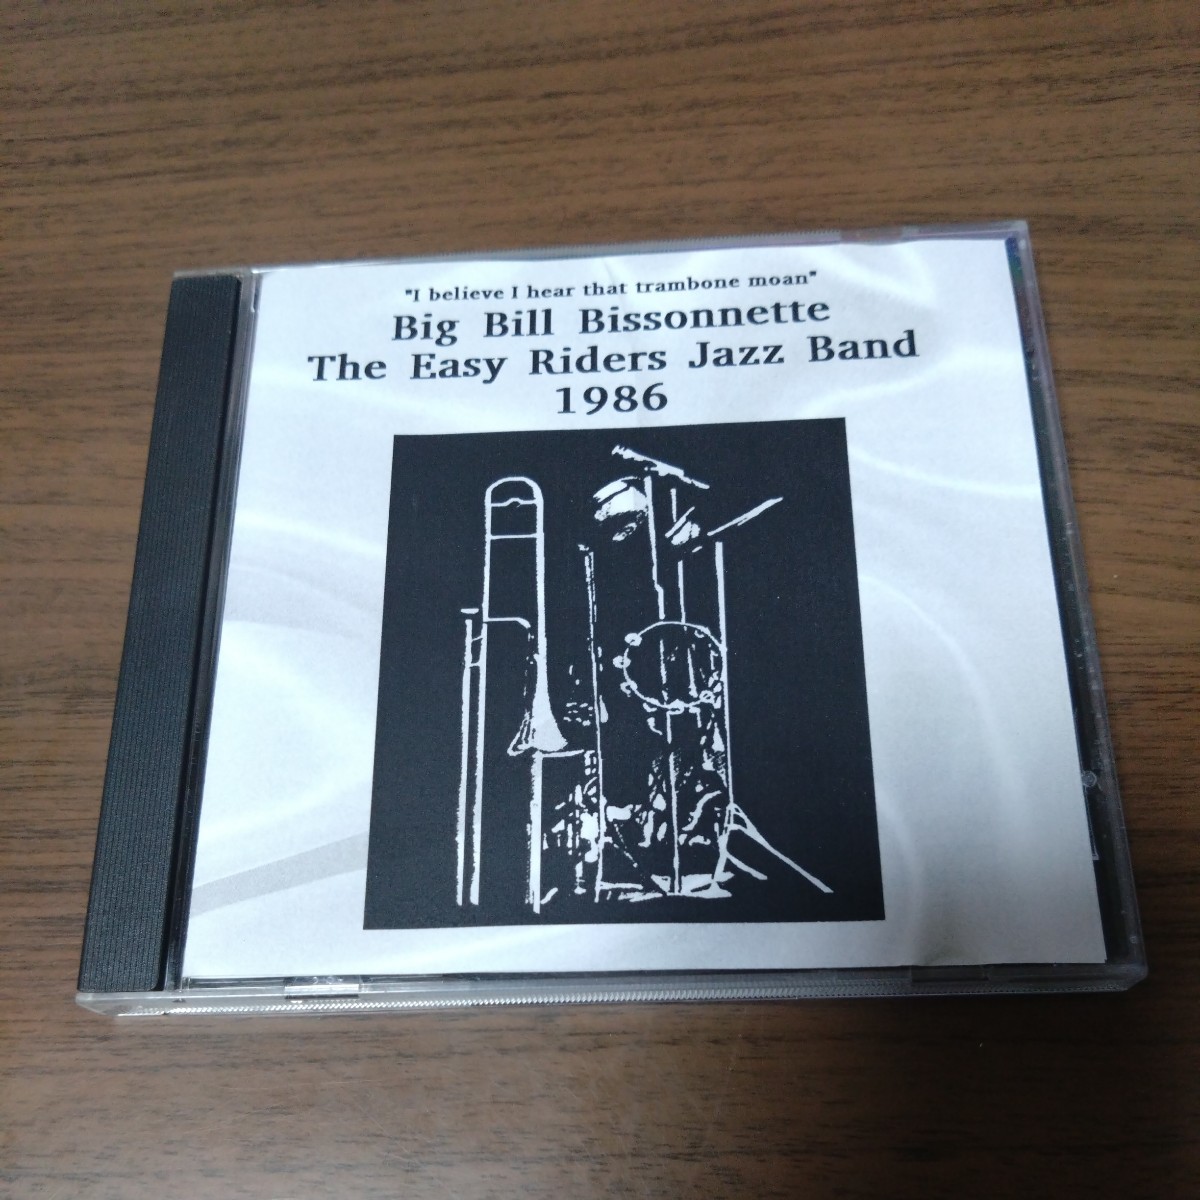 "I believe I hear that trambone moan"
Big Bill Bissonnette
The Easy Riders Jazz Band
1986